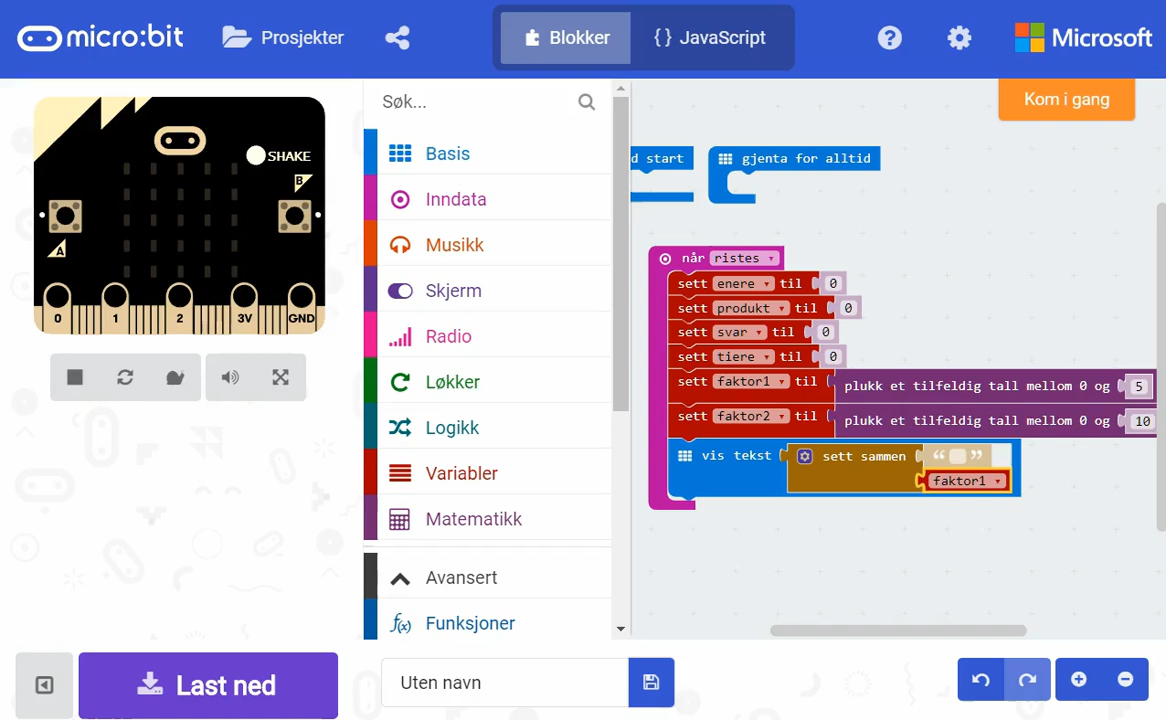 micro:bit
Prosjekter
Blokker
{ } JavaScript
?
Microsoft
Søk...
Kom i gang
SHAKE
B
A
0 1 2 3V GND
Basis
Inndata
Musikk
Skjerm
Radio
Løkker
Logikk
Variabler
Matematikk
Avansert
f(x) Funksjoner
d start
gjenta for alltid
når ristes
sett enere til 0
sett produkt til 0
sett svar til 0
sett tiere til 0
sett faktor1 til plukk et tilfeldig tall mellom 0 og 5
sett faktor2 til plukk et tilfeldig tall mellom 0 og 10
vis tekst sett sammen “ ”
faktor1
Last ned
Uten navn